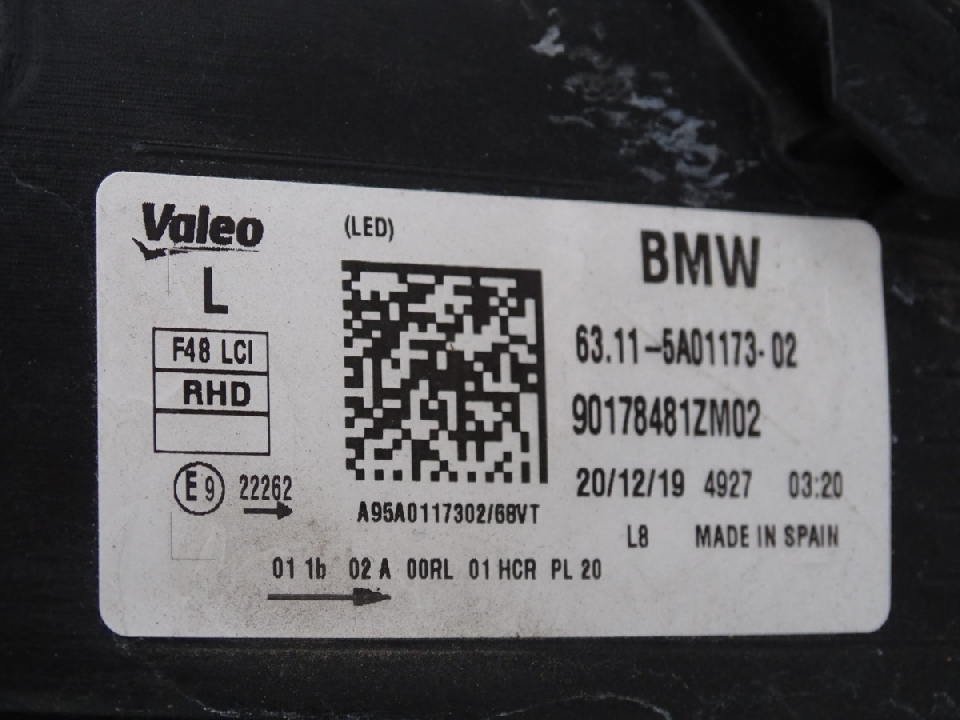 Valeo
(LED)
BMW
L
F48 LCI
RHD
63.11-5A01173-02
90178481ZM02
20/12/19 4927 03:20
E9 22262
A95A0117302/68VT
L8 MADE IN SPAIN
01 1b 02 A 00RL 01 HCR PL 20